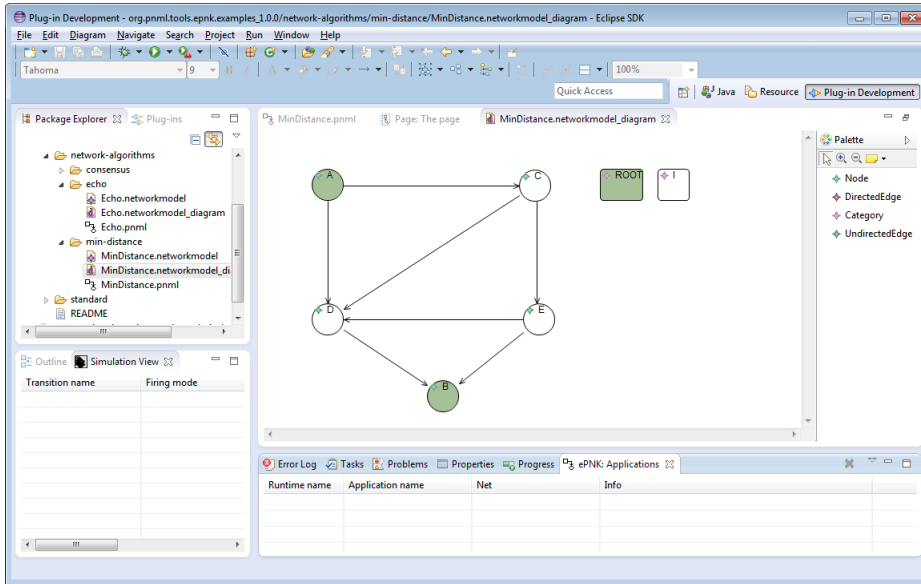 Plug-in Development - org.pnml.tools.epnk.examples_1.0.0/network-algorithms/min-distance/MinDistance.networkmodel_diagram - Eclipse SDK
File Edit Diagram Navigate Search Project Run Window Help
Tahoma 9 B I A 100%
Quick Access Java Resource Plug-in Development
Package Explorer Plug-ins
network-algorithms
consensus
echo
Echo.networkmodel
Echo.networkmodel_diagram
Echo.pnml
min-distance
MinDistance.networkmodel
MinDistance.networkmodel_di
MinDistance.pnml
standard
README
MinDistance.pnml Page: The page MinDistance.networkmodel_diagram
A C ROOT I
D E
B
Palette
Node
DirectedEdge
Category
UndirectedEdge
Outline Simulation View
Transition name Firing mode
Error Log Tasks Problems Properties Progress ePNK: Applications
Runtime name Application name Net Info